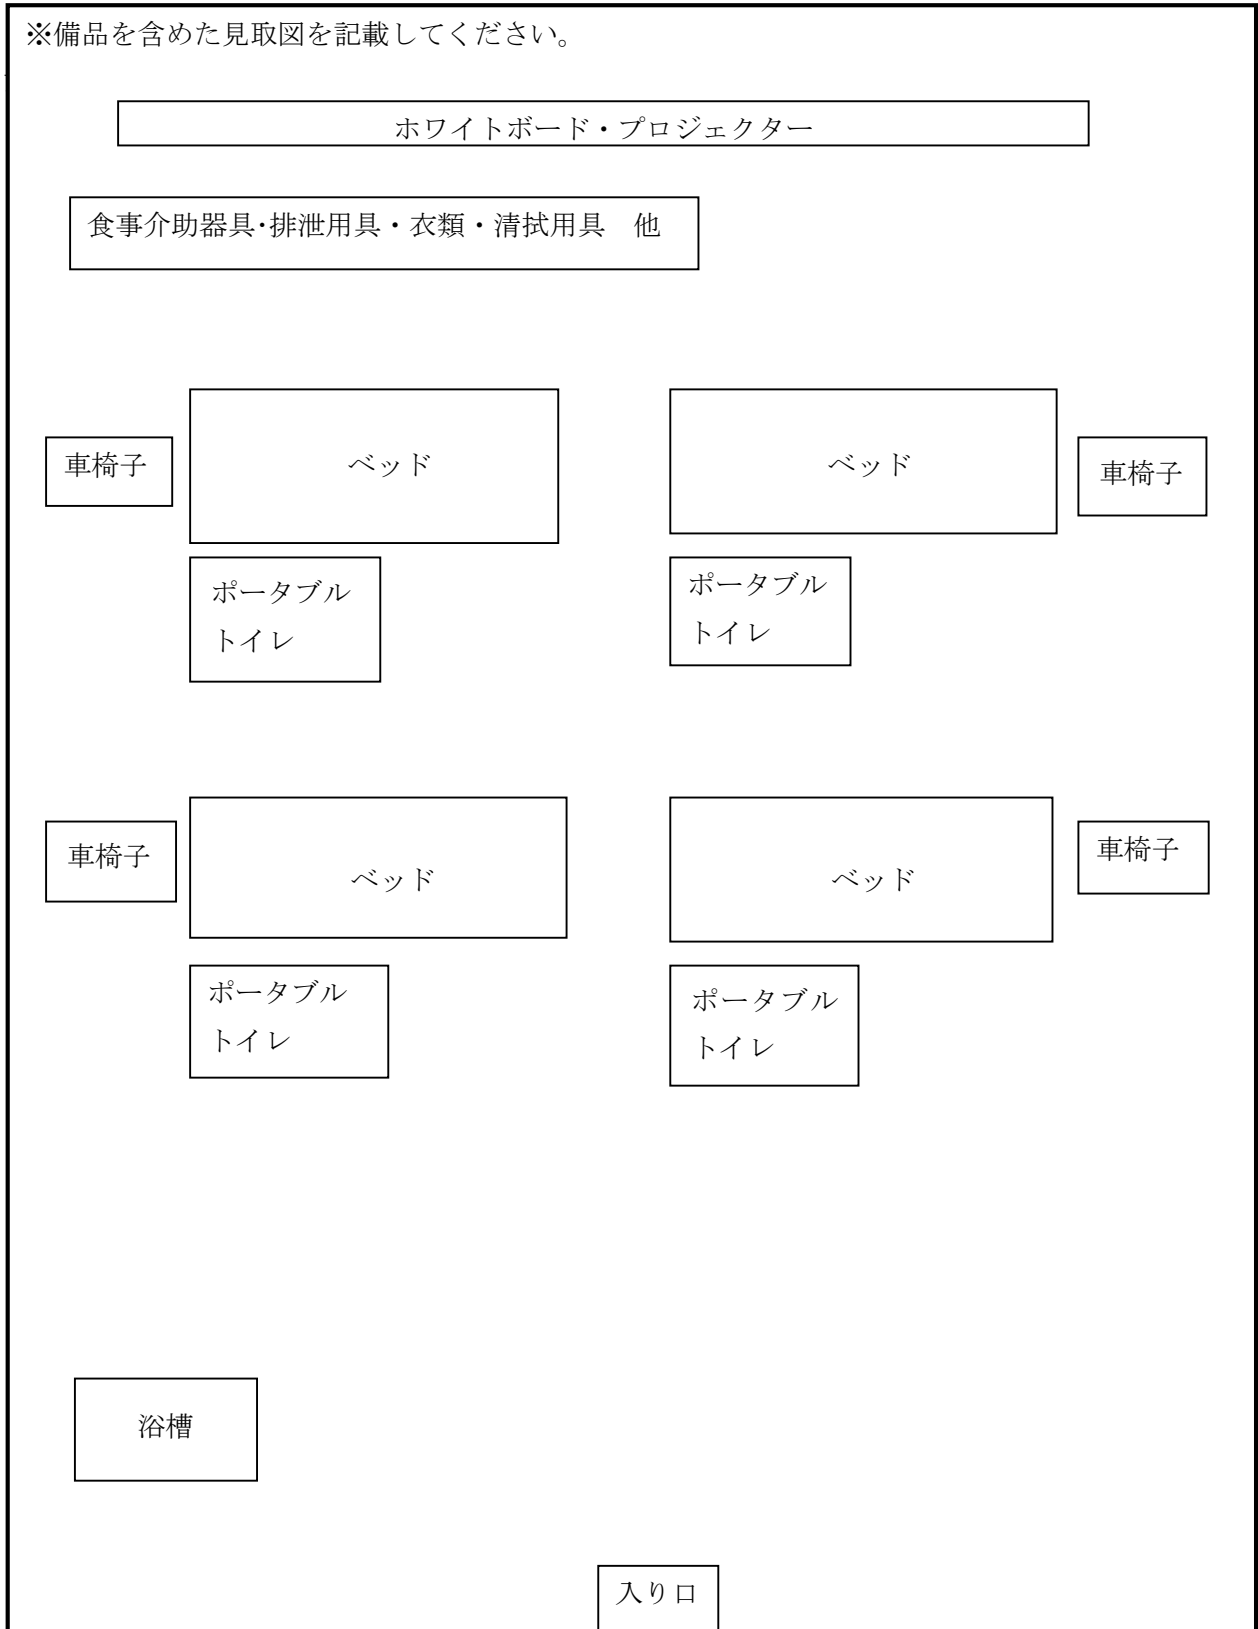 ※備品を含めた見取図を記載してください。
ホワイトボード・プロジェクター
食事介助器具・排泄用具・衣類・清拭用具　他
車椅子
ベッド
ベッド
車椅子
ポータブル
トイレ
ポータブル
トイレ
車椅子
ベッド
ベッド
車椅子
ポータブル
トイレ
ポータブル
トイレ
浴槽
入り口